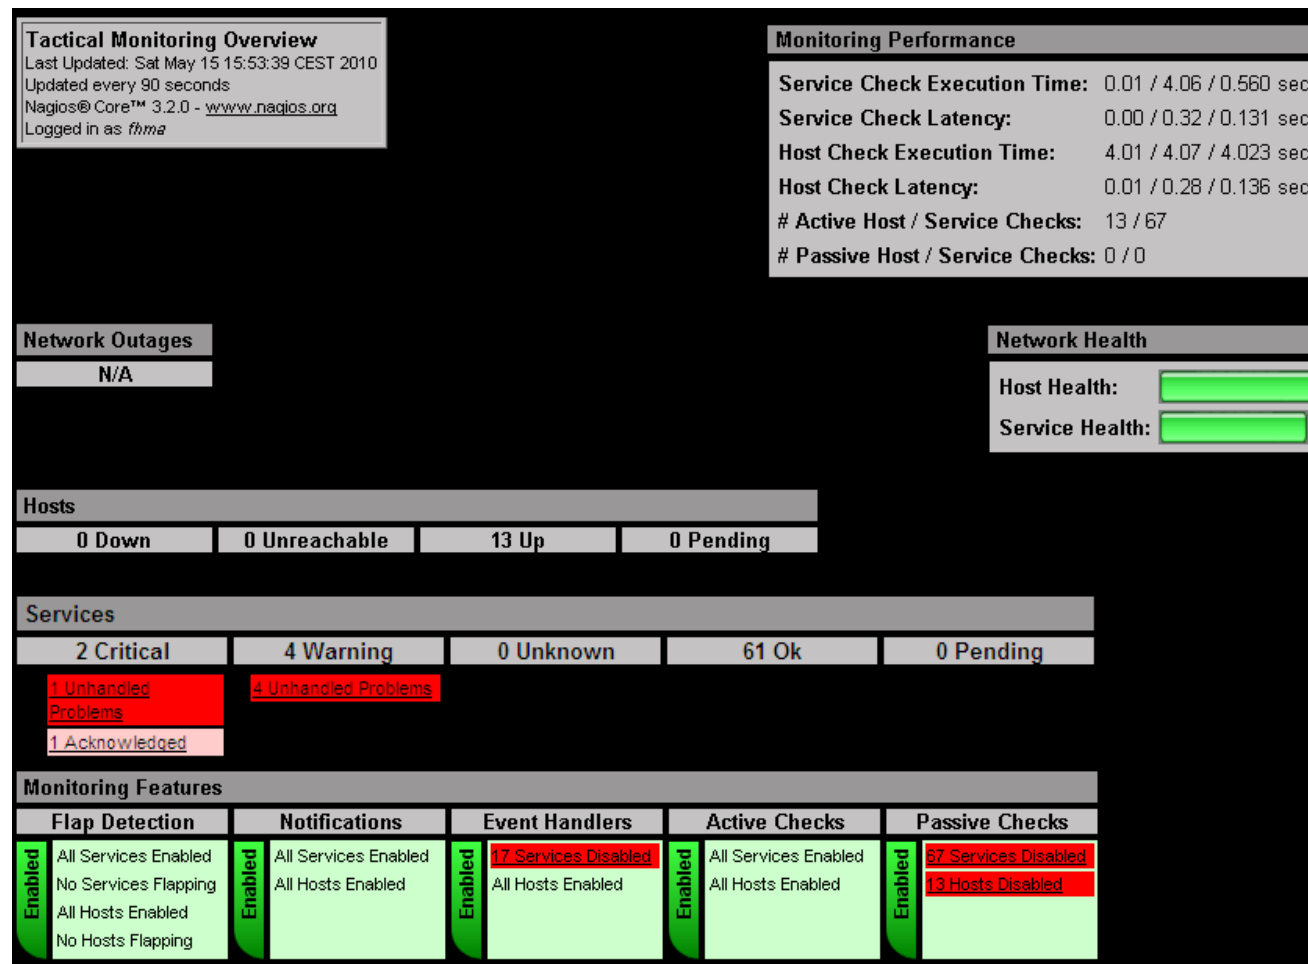 Tactical Monitoring Overview
Last Updated: Sat May 15 15:53:39 CEST 2010
Updated every 90 seconds
Nagios® Core™ 3.2.0 - www.nagios.org
Logged in as fhma
Monitoring Performance
Service Check Execution Time: 0.01 / 4.06 / 0.560 sec
Service Check Latency: 0.00 / 0.32 / 0.131 sec
Host Check Execution Time: 4.01 / 4.07 / 4.023 sec
Host Check Latency: 0.01 / 0.28 / 0.136 sec
# Active Host / Service Checks: 13 / 67
# Passive Host / Service Checks: 0 / 0
Network Outages
N/A
Network Health
Host Health:
Service Health:
Hosts
0 Down 0 Unreachable 13 Up 0 Pending
Services
2 Critical 4 Warning 0 Unknown 61 Ok 0 Pending
1 Unhandled Problems
4 Unhandled Problems
1 Acknowledged
Monitoring Features
Flap Detection Notifications Event Handlers Active Checks Passive Checks
Enabled
All Services Enabled
No Services Flapping
All Hosts Enabled
No Hosts Flapping
Enabled
All Services Enabled
All Hosts Enabled
Enabled
17 Services Disabled
All Hosts Enabled
Enabled
All Services Enabled
All Hosts Enabled
Enabled
67 Services Disabled
13 Hosts Disabled